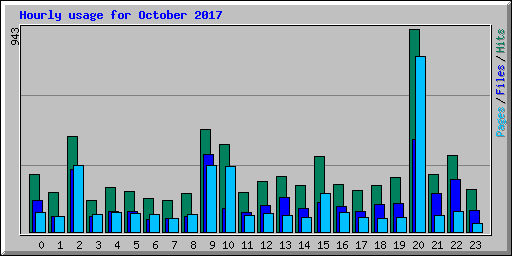 Hourly usage for October 2017
943
Pages / Files / Hits
0 1 2 3 4 5 6 7 8 9 10 11 12 13 14 15 16 17 18 19 20 21 22 23